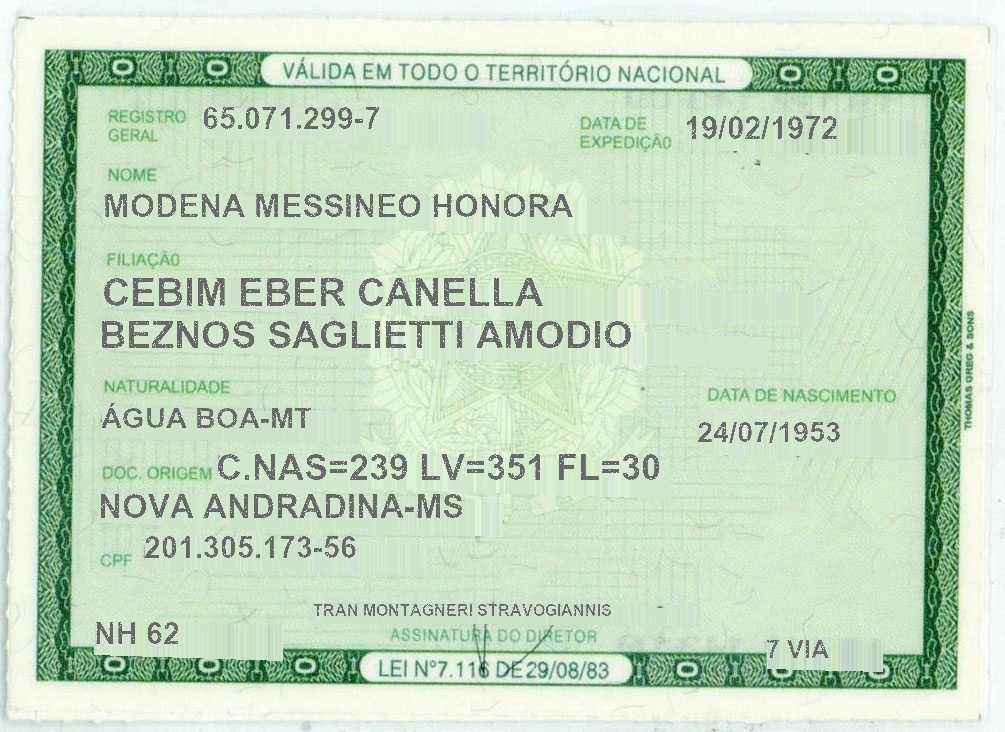 VÁLIDA EM TODO O TERRITÓRIO NACIONAL
REGISTRO GERAL 65.071.299-7
DATA DE EXPEDIÇÃO 19/02/1972
NOME
MODENA MESSINEO HONORA
FILIAÇÃO
CEBIM EBER CANELLA
BEZNOS SAGLIETTI AMODIO
NATURALIDADE
ÁGUA BOA-MT
DATA DE NASCIMENTO
24/07/1953
DOC. ORIGEM C.NAS=239 LV=351 FL=30
NOVA ANDRADINA-MS
CPF 201.305.173-56
TRAN MONTAGNERI STRAVOGIANNIS
NH 62
ASSINATURA DO DIRETOR
7 VIA
LEI Nº7.116 DE 29/08/83
THOMAS GREG & SONS